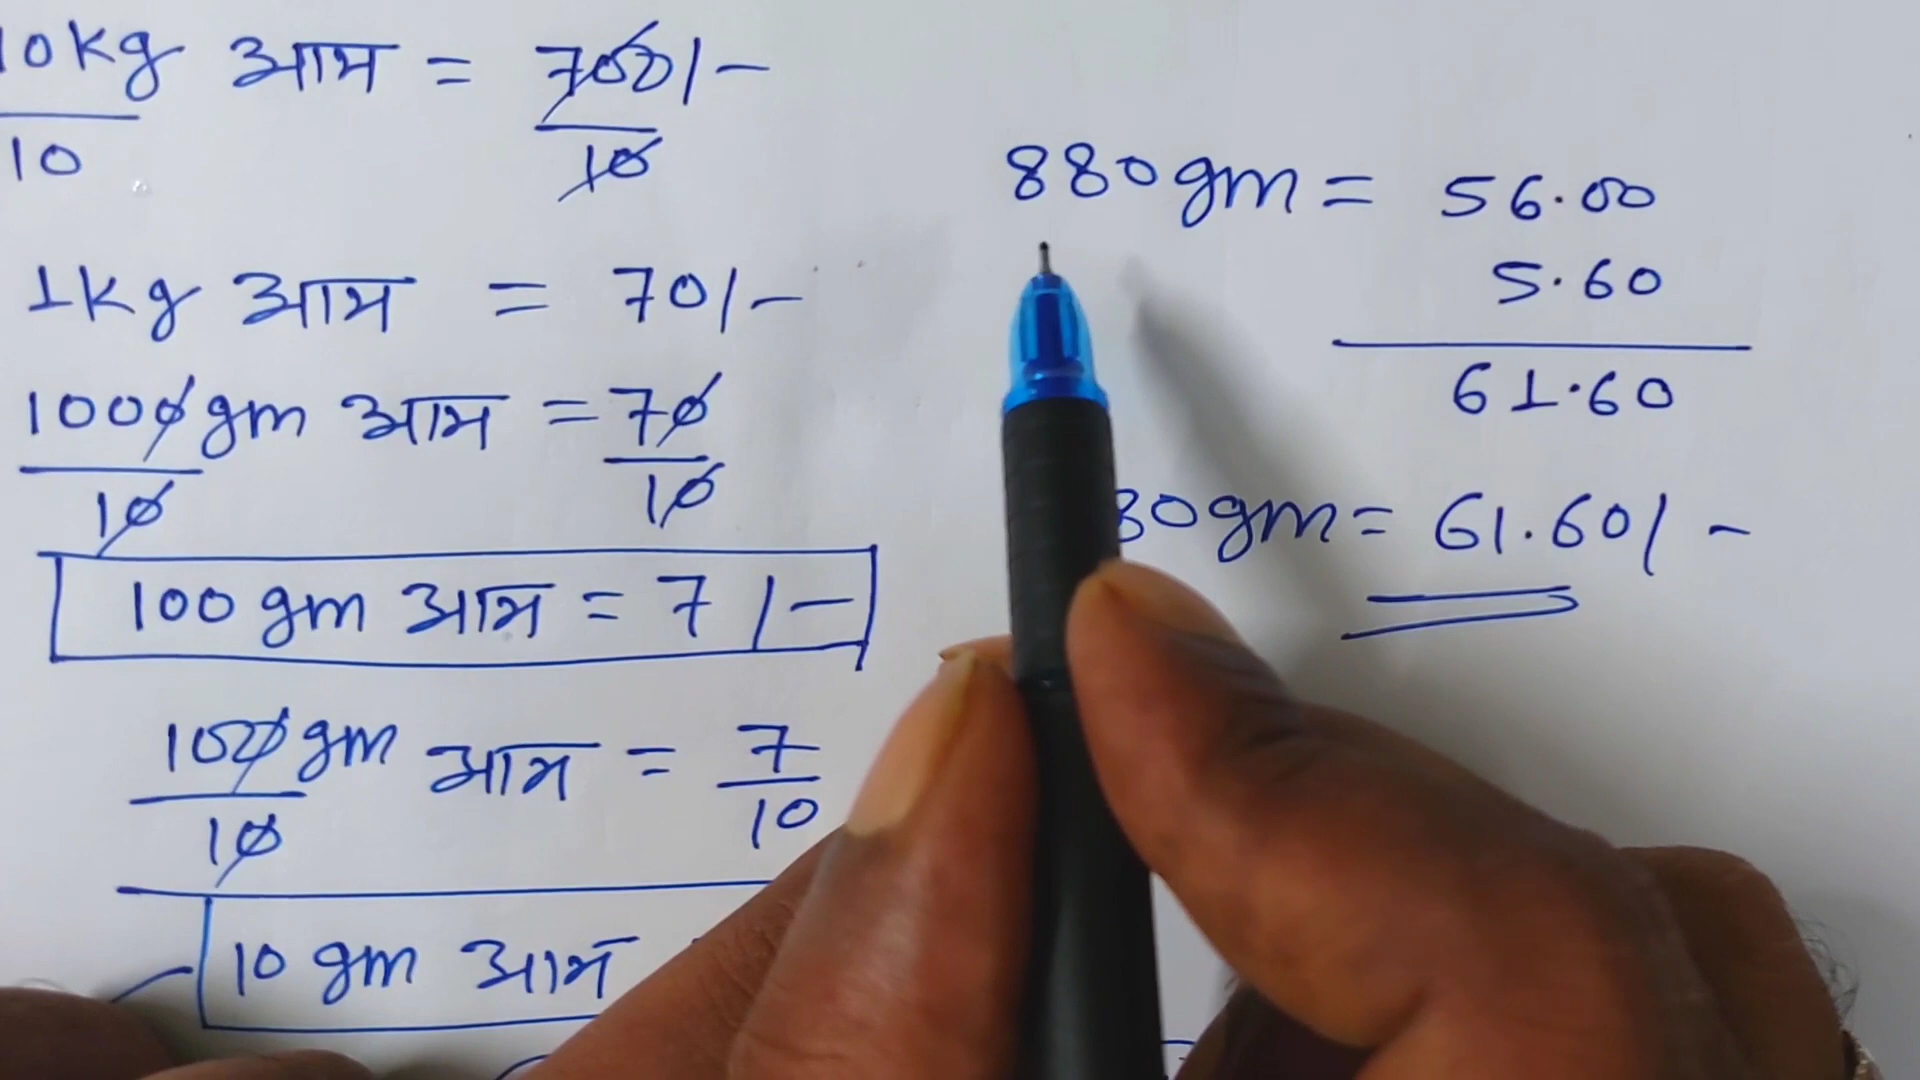 10kg आम = 700/-
10 10
1kg आम = 70/-
1000gm आम = 70
10 10
100 gm आम = 7/-
100gm आम = 7
10 10
10 gm आम
880gm = 56.00
5.60
61.60
80gm = 61.60/-